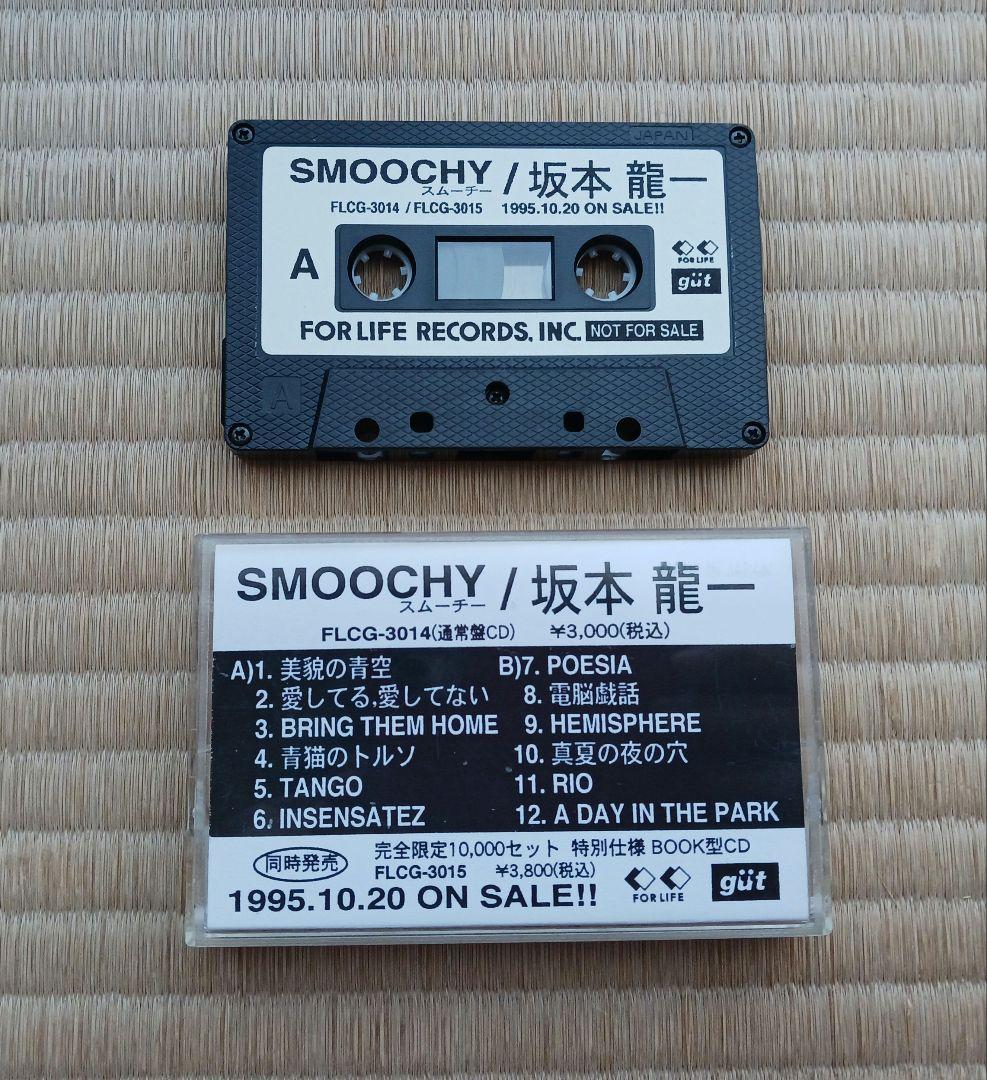 JAPAN
SMOOCHY / 坂本 龍一
スムーチー
FLCG-3014 / FLCG-3015 1995.10.20 ON SALE!!
A
FOR LIFE
güt
FOR LIFE RECORDS, INC. NOT FOR SALE
A
SMOOCHY / 坂本 龍一
スムーチー
FLCG-3014(通常盤CD) ¥3,000(税込)
A)1. 美貌の青空
2. 愛してる,愛してない
3. BRING THEM HOME
4. 青猫のトルソ
5. TANGO
6. INSENSATEZ
B)7. POESIA
8. 電脳戯話
9. HEMISPHERE
10. 真夏の夜の穴
11. RIO
12. A DAY IN THE PARK
同時発売
完全限定10,000セット 特別仕様 BOOK型CD
FLCG-3015 ¥3,800(税込)
1995.10.20 ON SALE!!
FOR LIFE
güt